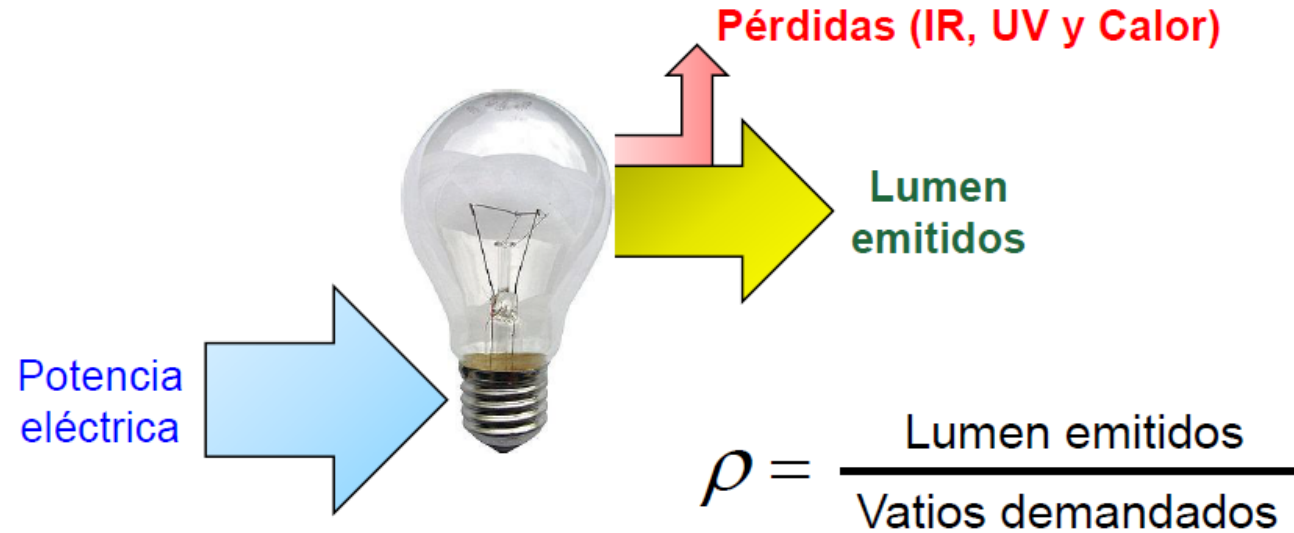 Pérdidas (IR, UV y Calor)
Lumen
emitidos
Potencia
eléctrica
ρ = Lumen emitidos
Vatios demandados